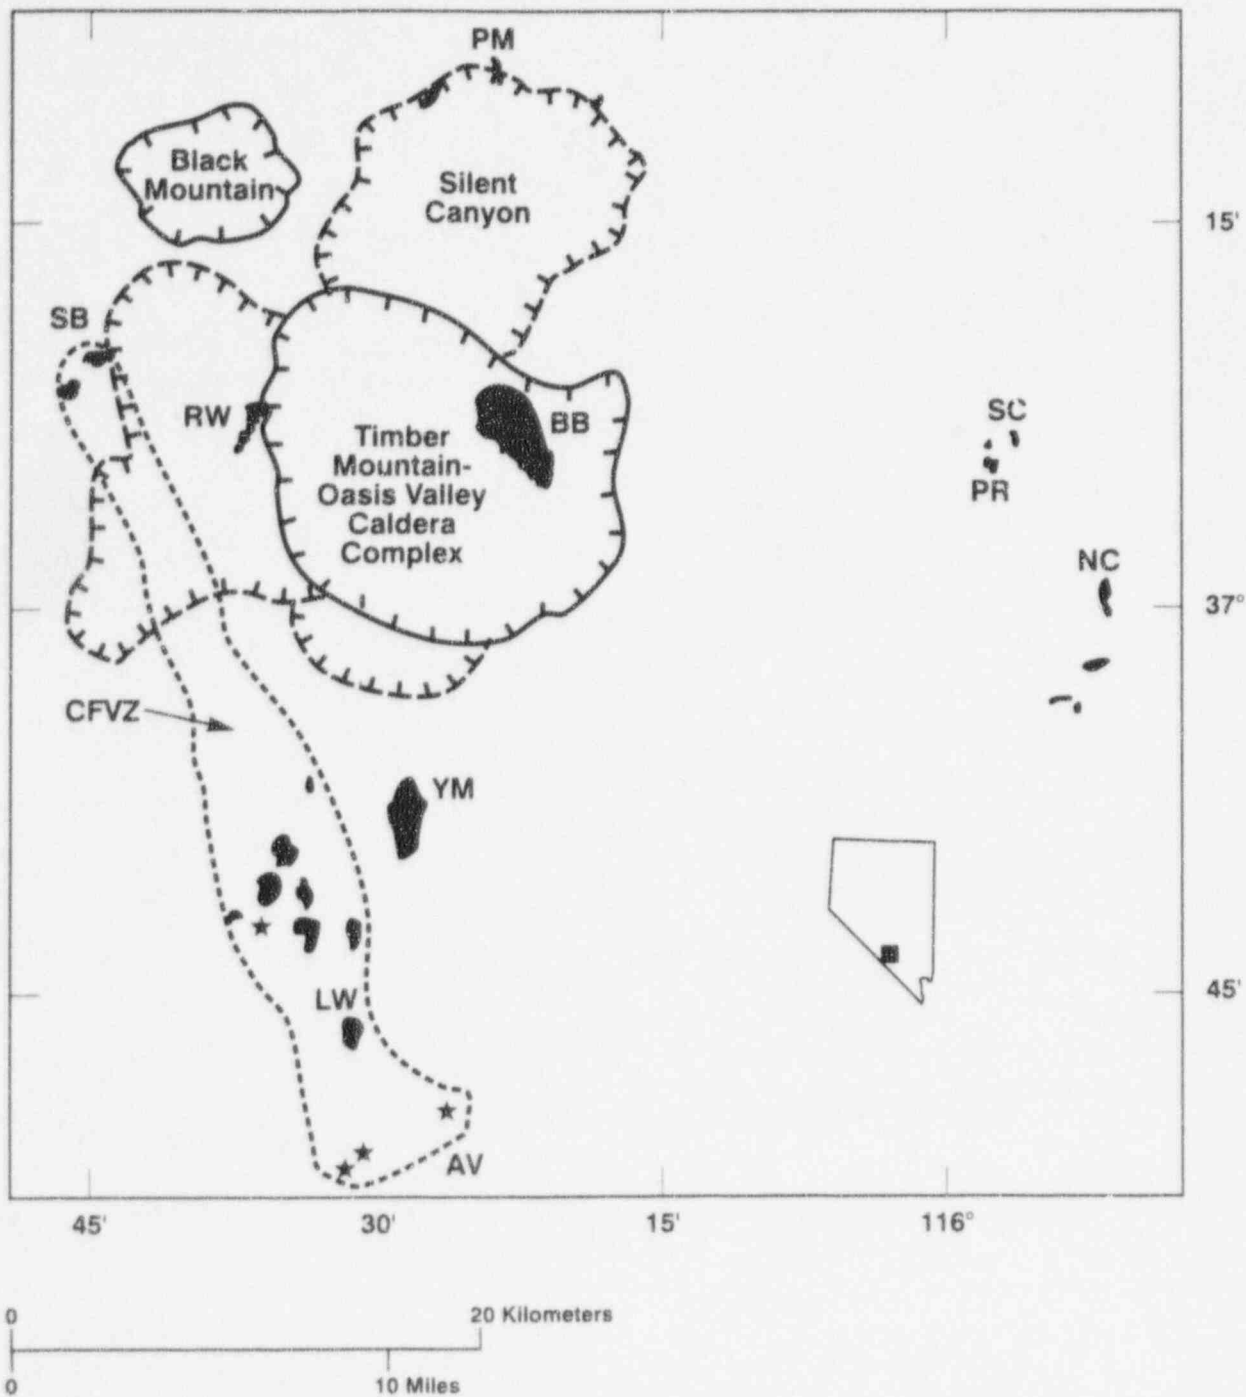 PM
Black
Mountain
Silent
Canyon
15'
SB
RW
BB
Timber
Mountain-
Oasis Valley
Caldera
Complex
SC
PR
NC
37°
CFVZ
YM
LW
45'
AV
45'
30'
15'
116°
0
20 Kilometers
0
10 Miles